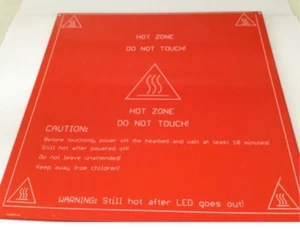 HOT ZONE
DO NOT TOUCH!
HOT ZONE
DO NOT TOUCH!
CAUTION:
Before touching, power off the heatbed and wait at least 10 minutes!
Still hot after powered off!
Do not leave unattended!
Keep away from children!
WARNING: Still hot after LED goes out!